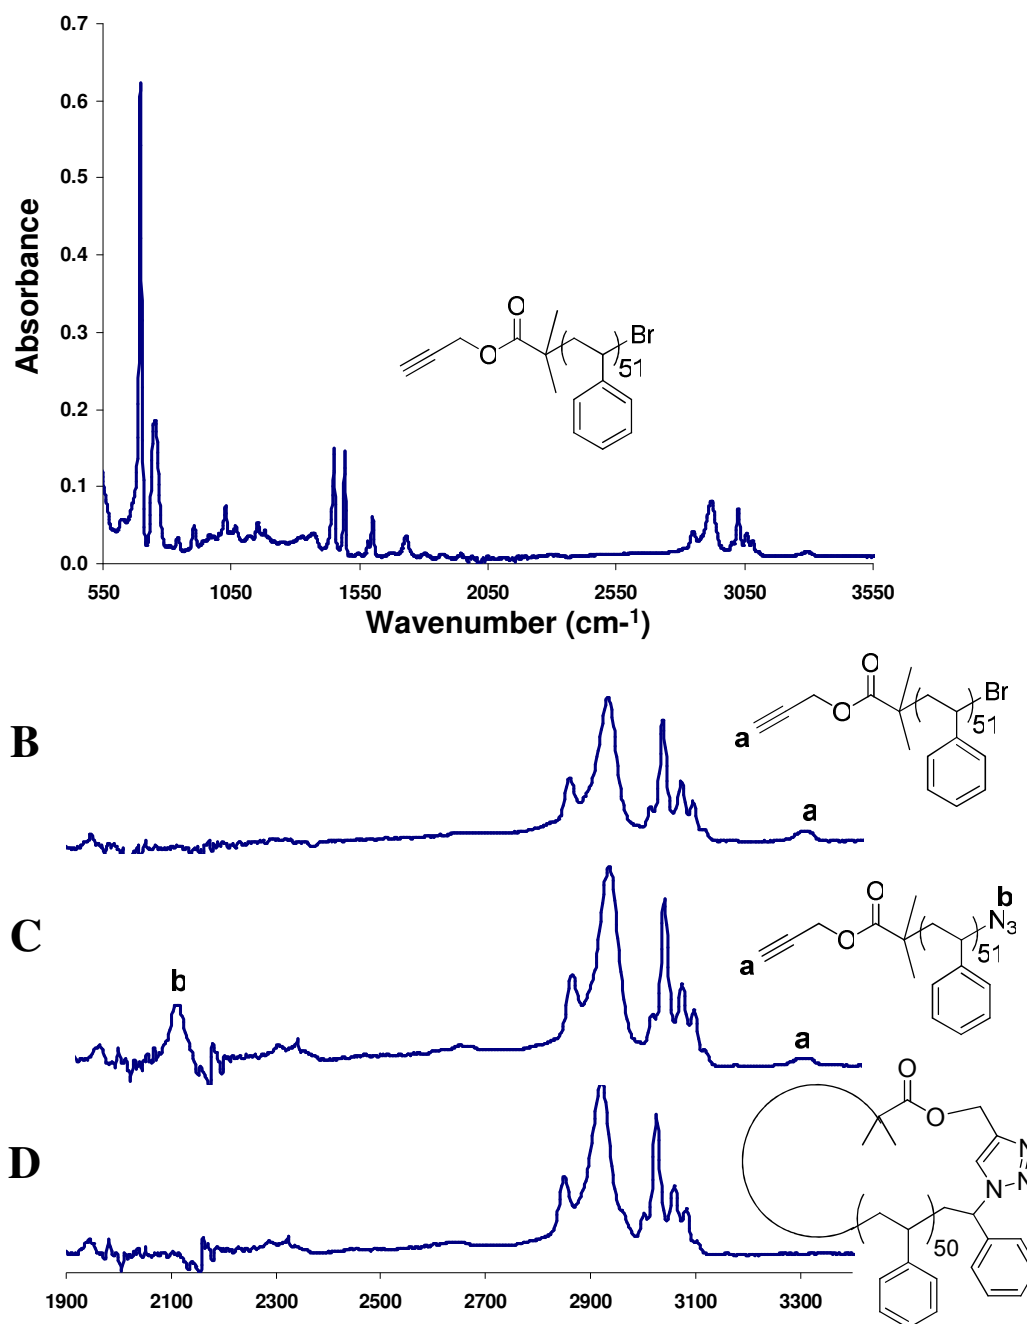 0.7
0.6
0.5
0.4
0.3
0.2
0.1
0.0
Absorbance
O
O
Br
51
550 1050 1550 2050 2550 3050 3550
Wavenumber (cm-1)
B
O
O
Br
51
a
a
C
O
O
b
N3
51
a
b
a
D
O
O
N
N
N
50
1900 2100 2300 2500 2700 2900 3100 3300